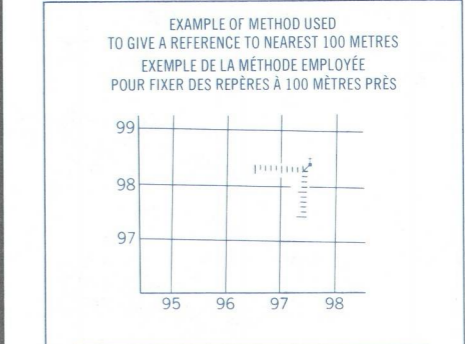 EXAMPLE OF METHOD USED
TO GIVE A REFERENCE TO NEAREST 100 METRES
EXEMPLE DE LA MÉTHODE EMPLOYÉE
POUR FIXER DES REPÈRES À 100 MÈTRES PRÈS
99
98
97
95 96 97 98